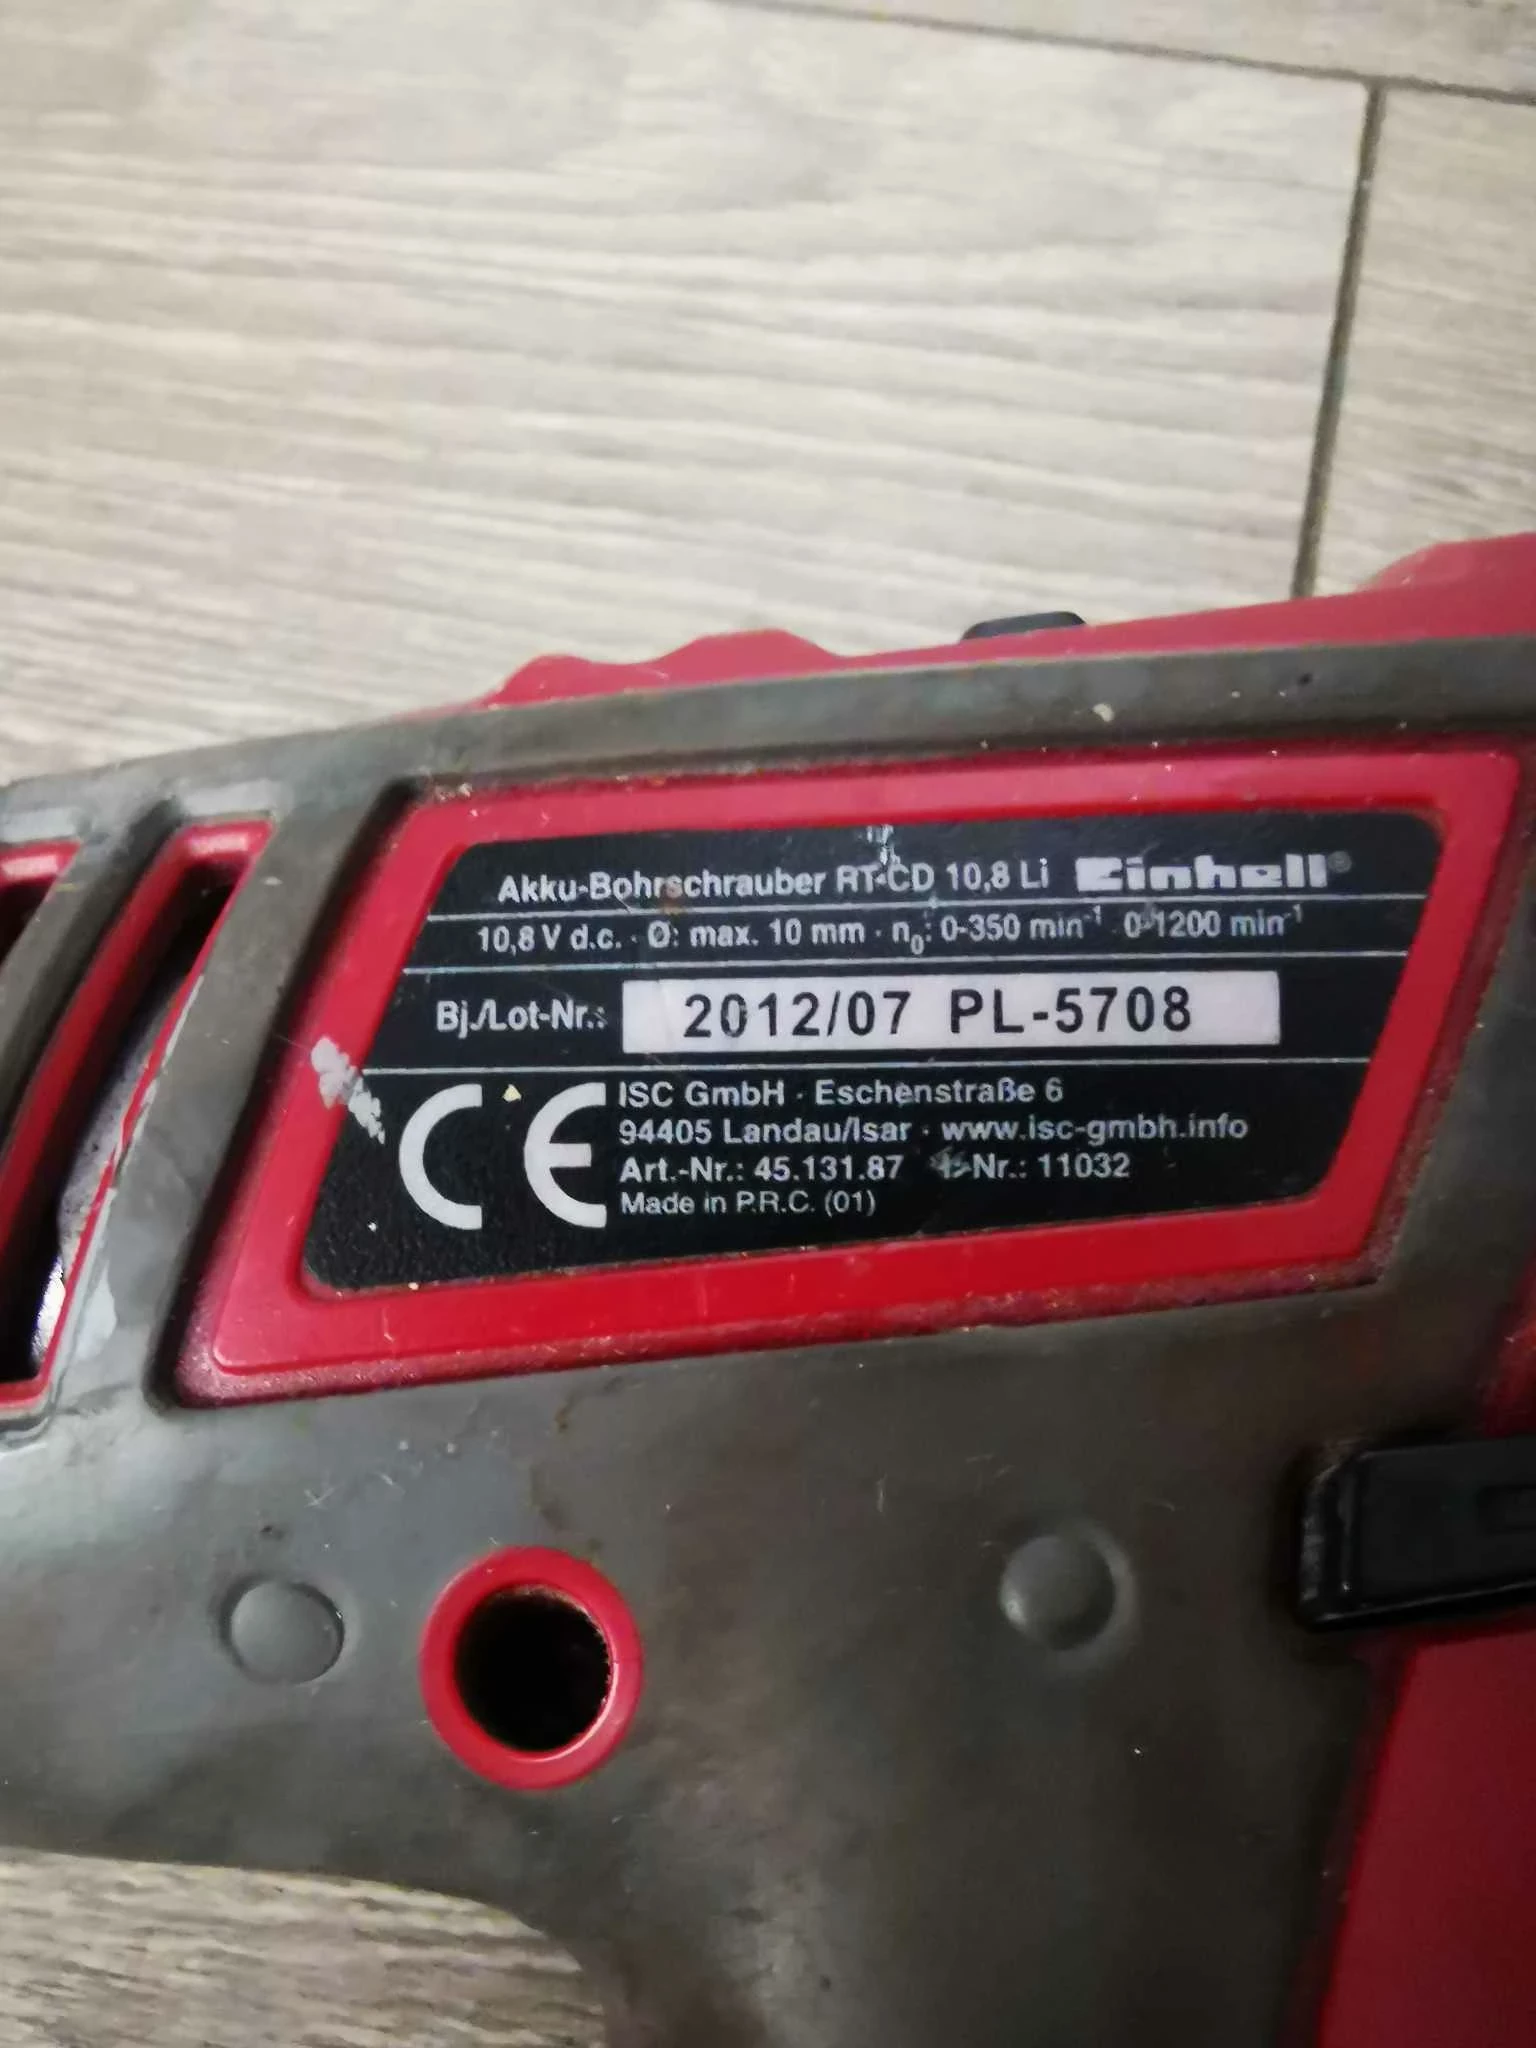 Akku-Bohrschrauber RT-CD 10,8 Li Einhell®
10,8 V d.c. · Ø: max. 10 mm · n₀: 0-350 min⁻¹ 0-1200 min⁻¹
Bj./Lot-Nr.: 2012/07 PL-5708
CE ISC GmbH · Eschenstraße 6
94405 Landau/Isar · www.isc-gmbh.info
Art.-Nr.: 45.131.87 Nr.: 11032
Made in P.R.C. (01)